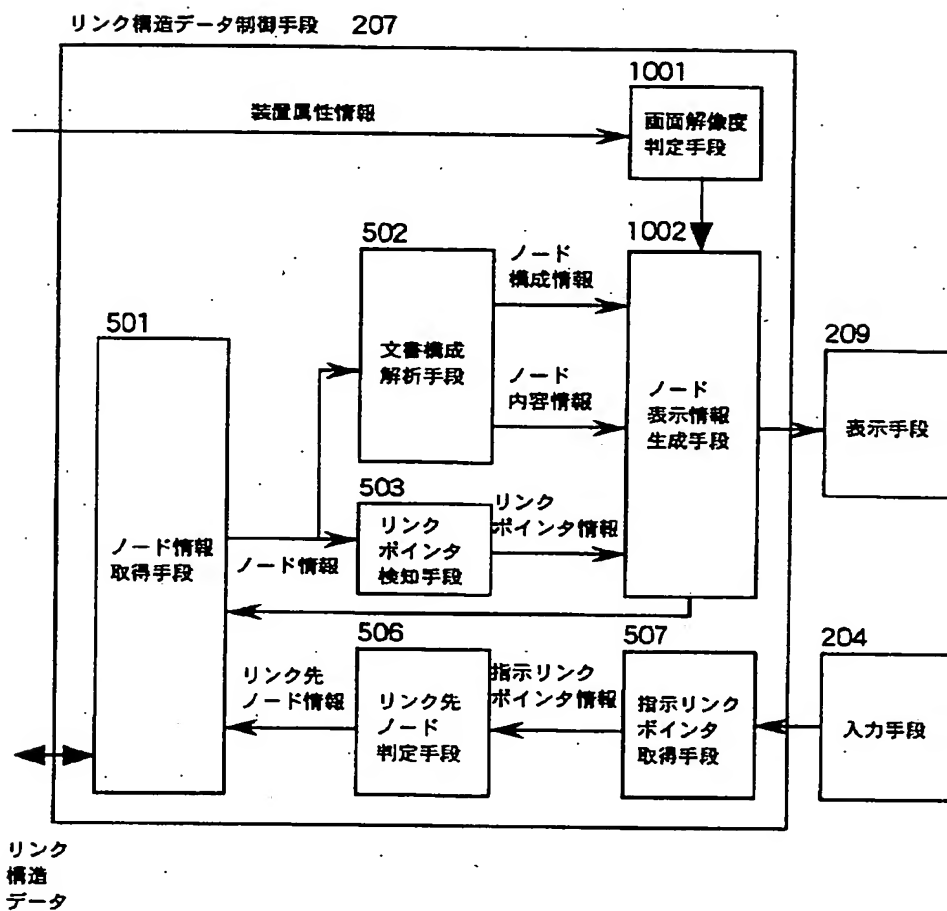 リンク構造データ制御手段 207
1001
装置属性情報
画面解像度
判定手段
502
1002
ノード
構成情報
501
文書構成
解析手段
209
ノード
内容情報
ノード
表示情報
生成手段
表示手段
503
リンク
ポインタ情報
ノード情報
取得手段
ノード情報
リンク
ポインタ
検知手段
506
507
204
リンク先
ノード情報
指示リンク
ポインタ情報
リンク先
ノード
判定手段
指示リンク
ポインタ
取得手段
入力手段
リンク
構造
データ